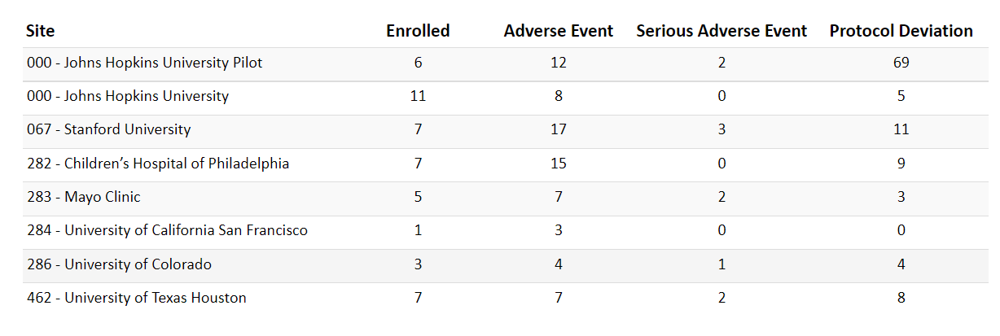 Site Enrolled Adverse Event Serious Adverse Event Protocol Deviation
000 - Johns Hopkins University Pilot 6 12 2 69
000 - Johns Hopkins University 11 8 0 5
067 - Stanford University 7 17 3 11
282 - Children’s Hospital of Philadelphia 7 15 0 9
283 - Mayo Clinic 5 7 2 3
284 - University of California San Francisco 1 3 0 0
286 - University of Colorado 3 4 1 4
462 - University of Texas Houston 7 7 2 8